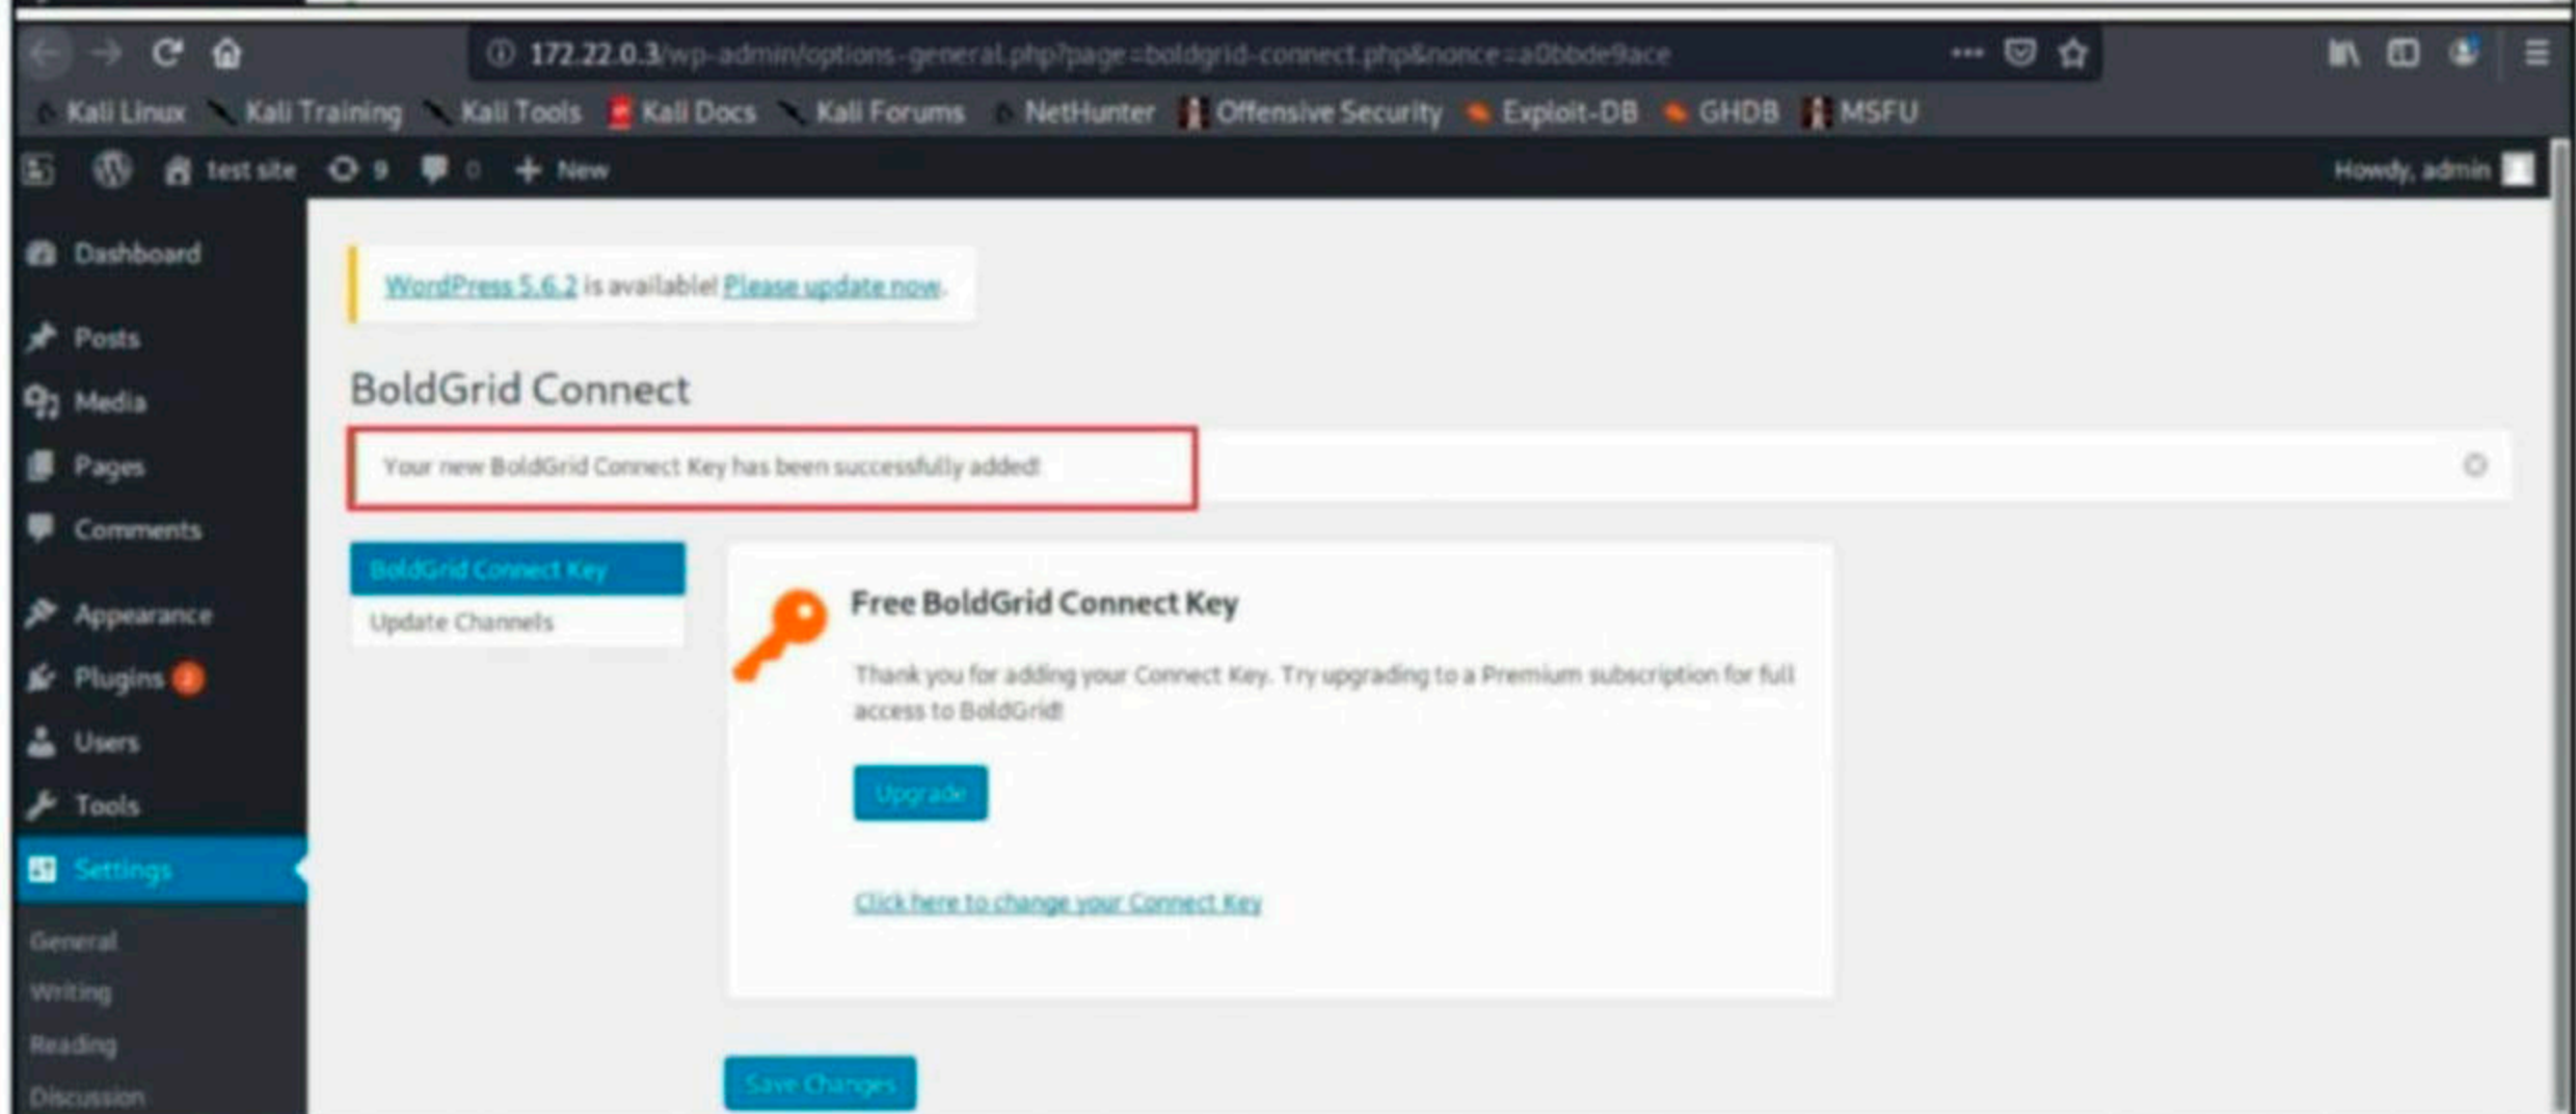 172.22.0.3/wp-admin/options-general.php?page=boldgrid-connect.php&nonce=a0bbde9ace
Kali Linux Kali Training Kali Tools Kali Docs Kali Forums NetHunter Offensive Security Exploit-DB GHDB MSFU
test site 9 0 + New Howdy, admin
Dashboard
WordPress 5.6.2 is available! Please update now.
Posts
Media
Pages
Comments
Appearance
Plugins 2
Users
Tools
Settings
General
Writing
Reading
Discussion
BoldGrid Connect
Your new BoldGrid Connect Key has been successfully added!
BoldGrid Connect Key
Update Channels
Free BoldGrid Connect Key
Thank you for adding your Connect Key. Try upgrading to a Premium subscription for full
access to BoldGrid!
Upgrade
Click here to change your Connect Key
Save Changes